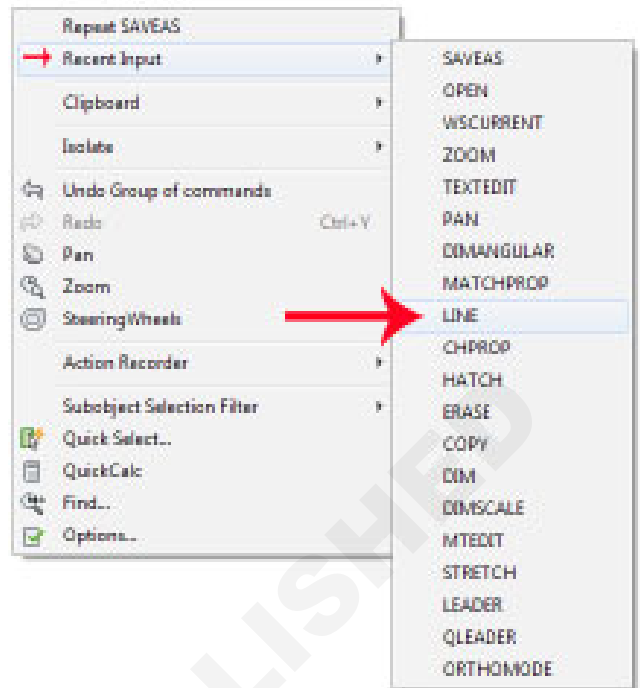 Repeat SAVEAS
Recent Input
Clipboard
Isolate
Undo Group of commands
Redo Ctrl+Y
Pan
Zoom
SteeringWheels
Action Recorder
Subobject Selection Filter
Quick Select...
QuickCalc
Find...
Options...
SAVEAS
OPEN
WSCURRENT
ZOOM
TEXTEDIT
PAN
DIMANGULAR
MATCHPROP
LINE
CHPROP
HATCH
ERASE
COPY
DIM
DIMSCALE
MTEDIT
STRETCH
LEADER
QLEADER
ORTHOMODE
LISHED